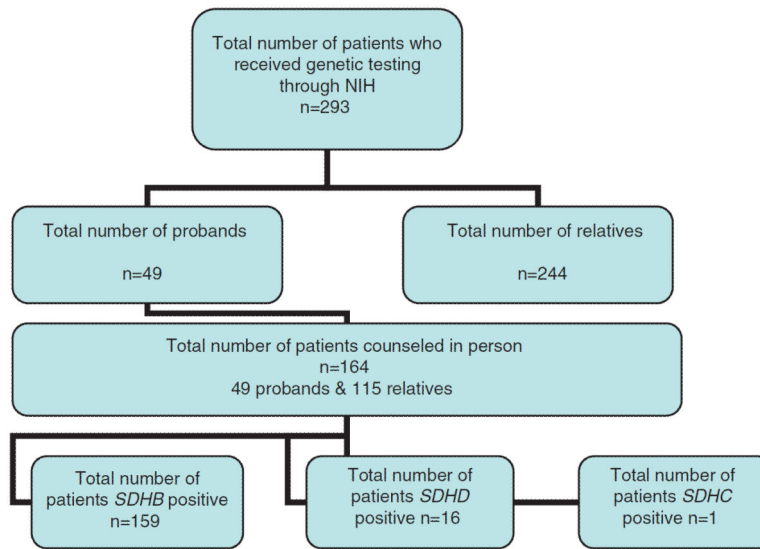 Total number of patients who
received genetic testing
through NIH
n=293
Total number of probands
n=49
Total number of relatives
n=244
Total number of patients counseled in person
n=164
49 probands & 115 relatives
Total number of
patients SDHB positive
n=159
Total number of
patients SDHD
positive n=16
Total number of
patients SDHC
positive n=1